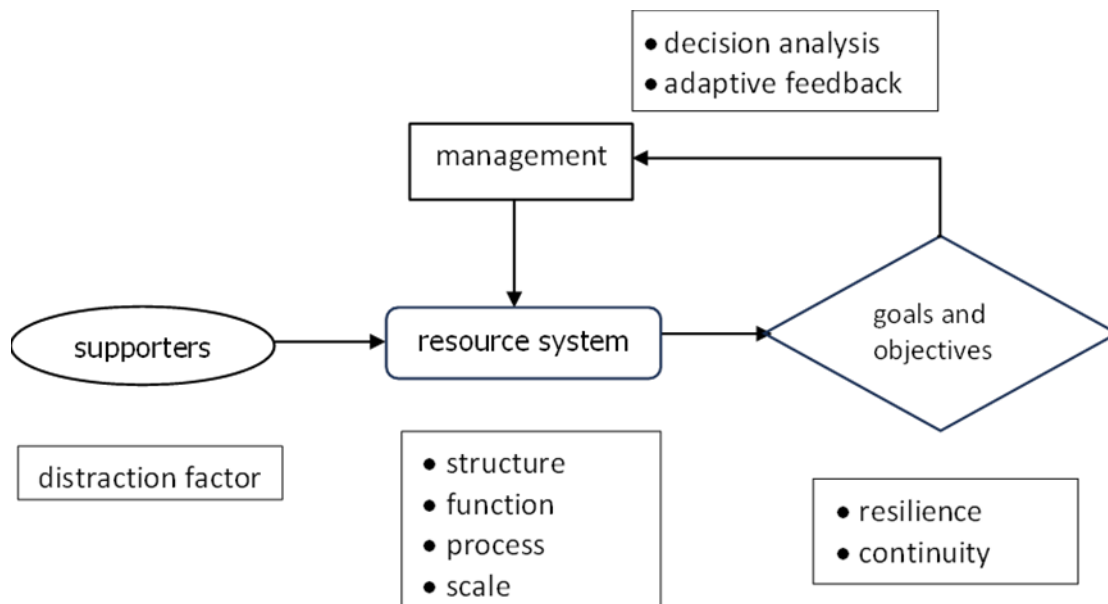 ● decision analysis
● adaptive feedback
management
supporters
resource system
goals and
objectives
distraction factor
● structure
● function
● process
● scale
● resilience
● continuity